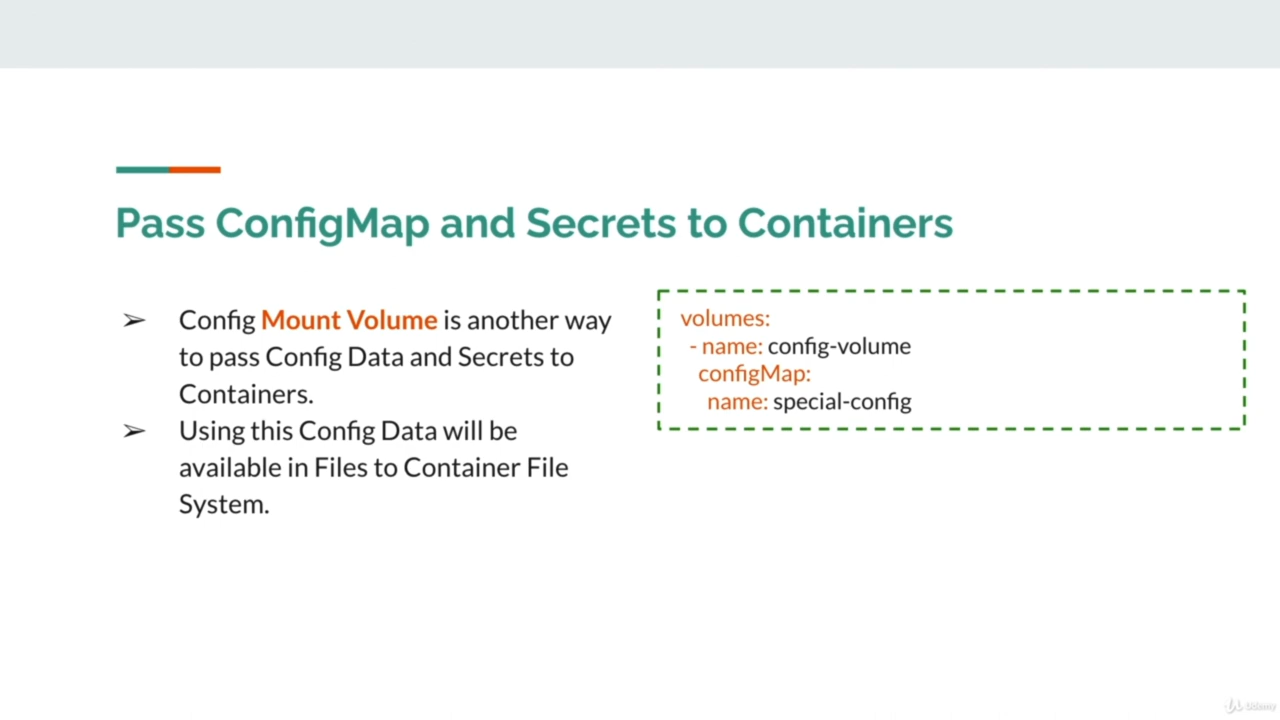 Pass ConfigMap and Secrets to Containers
➢ Config Mount Volume is another way
to pass Config Data and Secrets to
Containers.
➢ Using this Config Data will be
available in Files to Container File
System.
volumes:
- name: config-volume
configMap:
name: special-config
Udemy